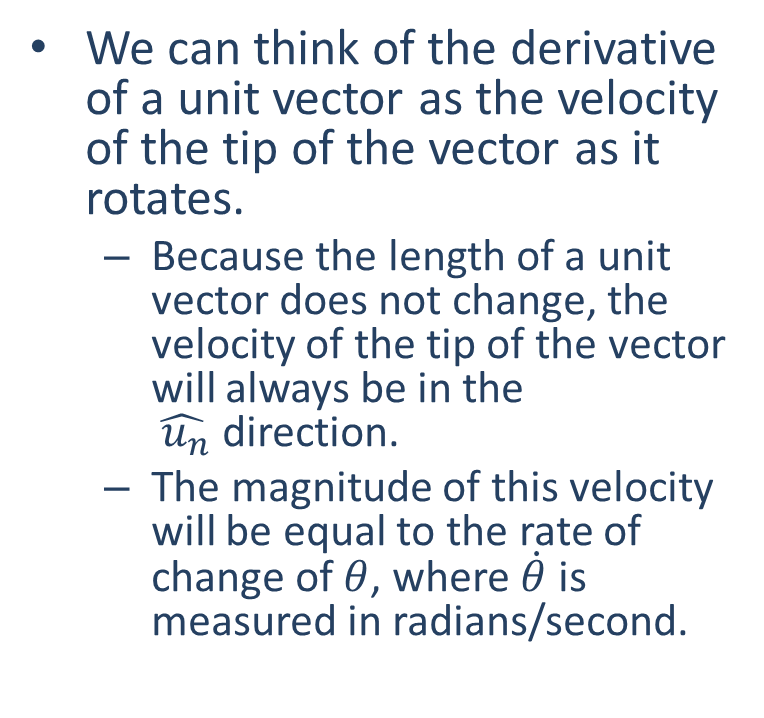 • We can think of the derivative
of a unit vector as the velocity
of the tip of the vector as it
rotates.
– Because the length of a unit
vector does not change, the
velocity of the tip of the vector
will always be in the
$\widehat{u_n}$ direction.
– The magnitude of this velocity
will be equal to the rate of
change of θ, where $\dot{\theta}$ is
measured in radians/second.